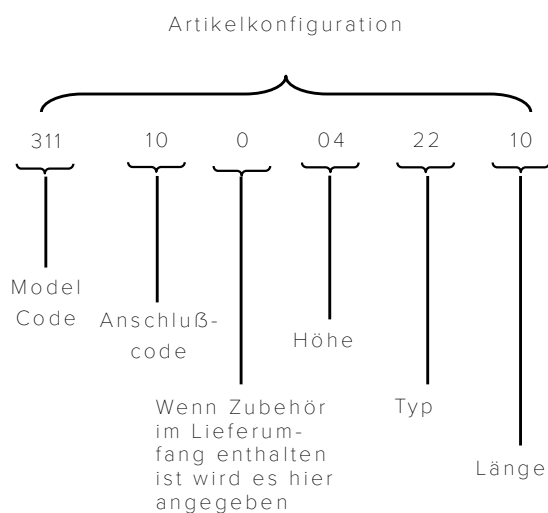 Artikelkonfiguration
311 10 0 04 22 10
Model
Code
Anschluß-
code
Wenn Zubehör
im Lieferum-
fang enthalten
ist wird es hier
angegeben
Höhe
Typ
Länge